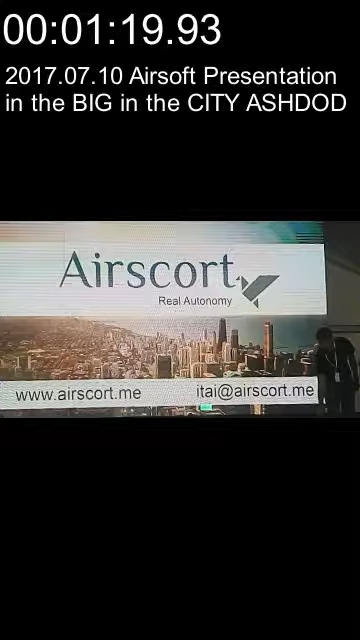 00:01:19.93
2017.07.10 Airsoft Presentation
in the BIG in the CITY ASHDOD
Airscort
Real Autonomy
www.airscort.me
itai@airscort.me